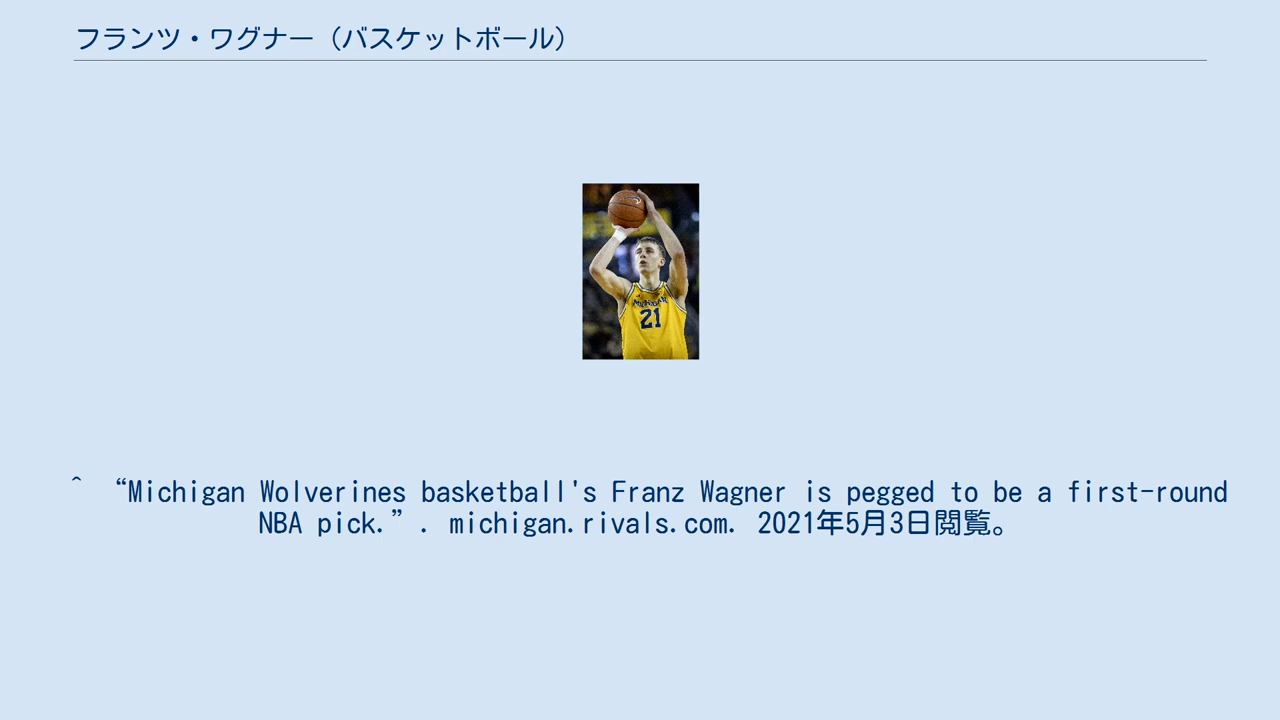 フランツ・ワグナー（バスケットボール）
MICHIGAN
21
^ “Michigan Wolverines basketball's Franz Wagner is pegged to be a first-round
NBA pick.”. michigan.rivals.com. 2021年5月3日閲覧。